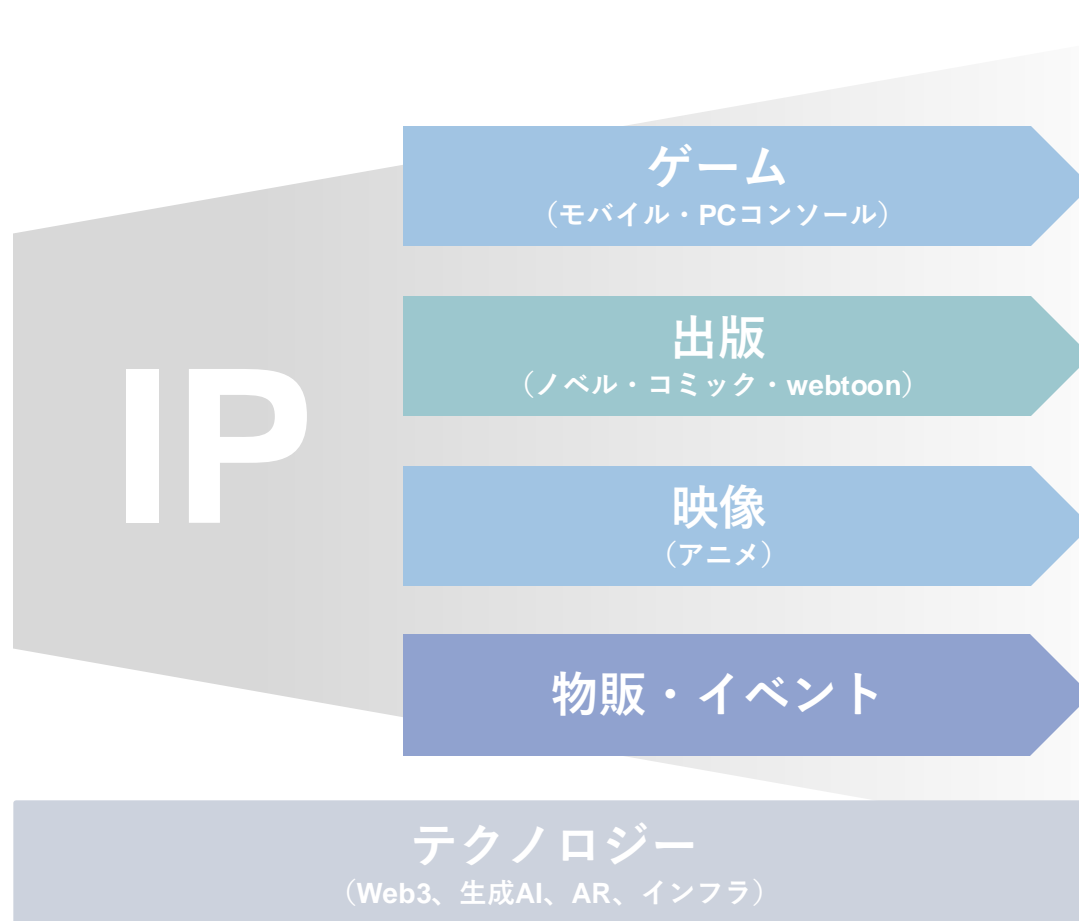 IP
ゲーム
（モバイル・PCコンソール）
出版
（ノベル・コミック・webtoon）
映像
（アニメ）
物販・イベント
テクノロジー
（Web3、生成AI、AR、インフラ）